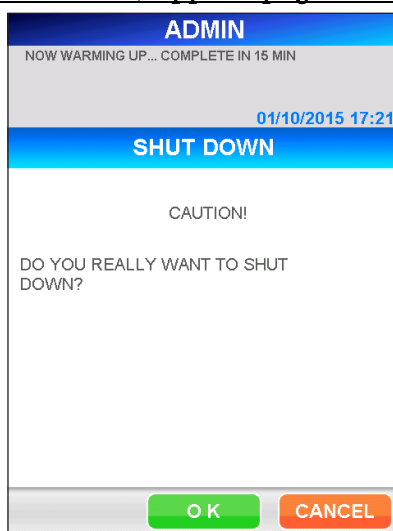 ADMIN
NOW WARMING UP... COMPLETE IN 15 MIN
01/10/2015 17:21
SHUT DOWN
CAUTION!
DO YOU REALLY WANT TO SHUT
DOWN?
O K
CANCEL